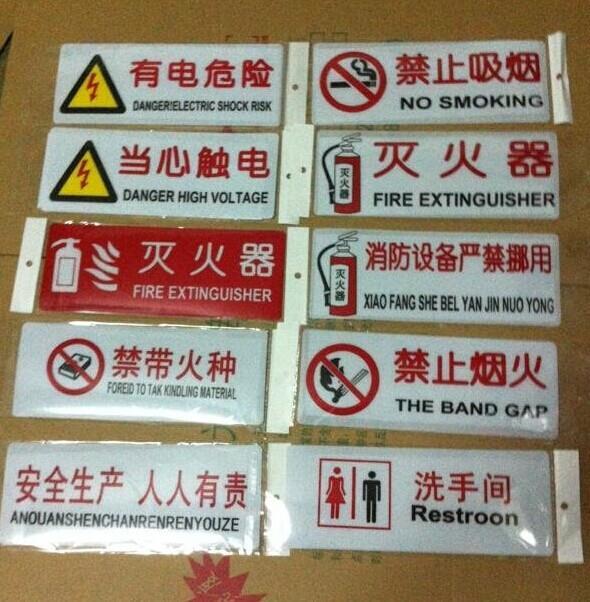 有电危险
DANGER!ELECTRIC SHOCK RISK
禁止吸烟
NO SMOKING
当心触电
DANGER HIGH VOLTAGE
灭火器
灭火器
FIRE EXTINGUISHER
灭火器
FIRE EXTINGUISHER
灭火器
消防设备严禁挪用
XIAO FANG SHE BEL YAN JIN NUO YONG
禁带火种
FOREID TO TAK KINDLING MATERIAL
禁止烟火
THE BAND GAP
安全生产 人人有责
ANOUANSHENCHANRENRENYOUZE
洗手间
Restroon